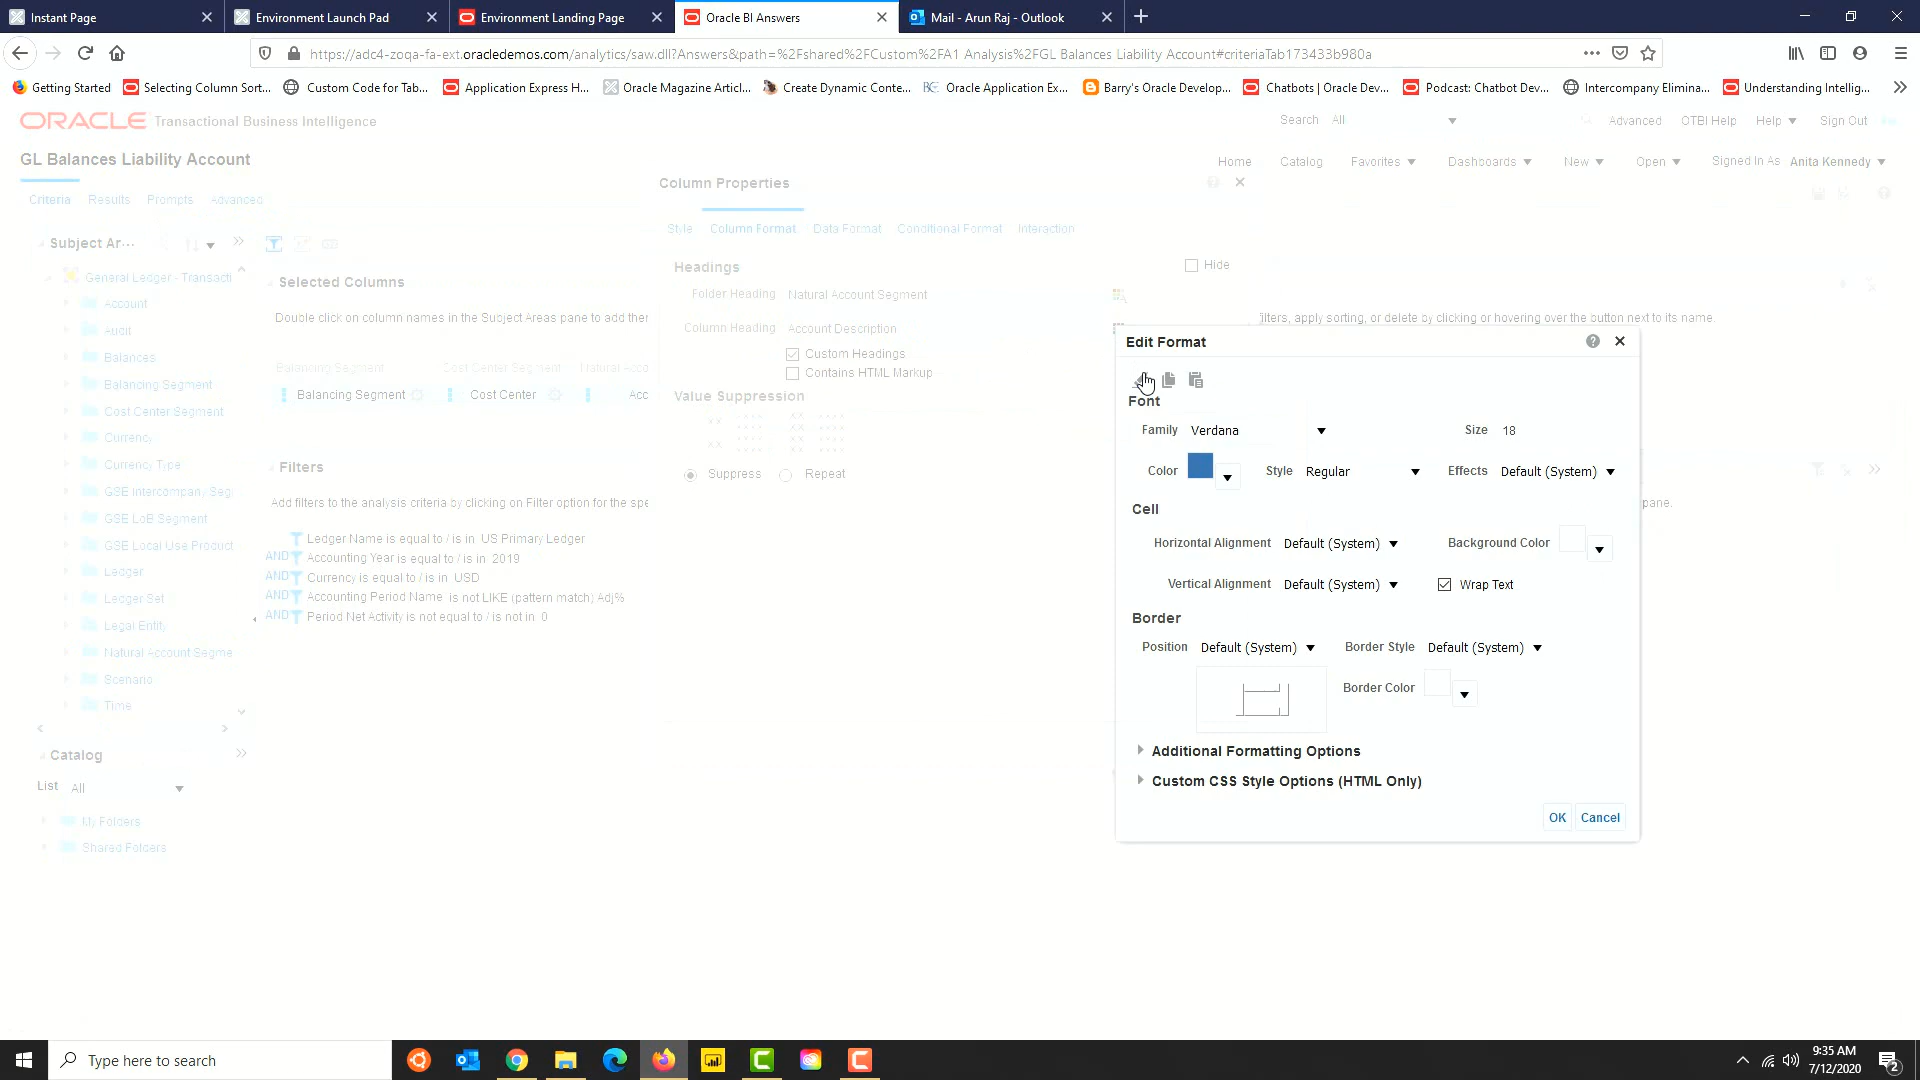 Instant Page
Environment Launch Pad
Environment Landing Page
Oracle BI Answers
Mail - Arun Raj - Outlook
https://adc4-zoqa-fa-ext.oracledemos.com/analytics/saw.dll?Answers&path=%2Fshared%2FCustom%2FA1 Analysis%2FGL Balances Liability Account#criteriaTab173433b980a
Getting Started
Selecting Column Sort...
Custom Code for Tab...
Application Express H...
Oracle Magazine Articl...
Create Dynamic Conte...
Oracle Application Ex...
Barry's Oracle Develop...
Chatbots | Oracle Dev...
Podcast: Chatbot Dev...
Intercompany Elimina...
Understanding Intellig...
ORACLE Transactional Business Intelligence
Search All Advanced OTBI Help Help Sign Out
GL Balances Liability Account
Home Catalog Favorites Dashboards New Open Signed In As Anita Kennedy
Criteria Results Prompts Advanced
Subject Ar...
General Ledger - Transacti
Account
Audit
Balances
Balancing Segment
Cost Center Segment
Currency
Currency Type
GSE Intercompany Seg
GSE LoB Segment
GSE Local Use Product
Ledger
Ledger Set
Legal Entity
Natural Account Segme
Scenario
Time
Catalog
List All
My Folders
Shared Folders
Selected Columns
Double click on column names in the Subject Areas pane to add ther
filters, apply sorting, or delete by clicking or hovering over the button next to its name.
Balancing Segment Cost Center Segment Natural Acco
Balancing Segment Cost Center Acc
Filters
Add filters to the analysis criteria by clicking on Filter option for the spe
pane.
Ledger Name is equal to / is in US Primary Ledger
AND Accounting Year is equal to / is in 2019
AND Currency is equal to / is in USD
AND Accounting Period Name is not LIKE (pattern match) Adj%
AND Period Net Activity is not equal to / is not in 0
Column Properties
Style Column Format Data Format Conditional Format Interaction
Headings
Hide
Folder Heading Natural Account Segment
Column Heading Account Description
Custom Headings
Contains HTML Markup
Value Suppression
Suppress Repeat
Edit Format
Font
Family Verdana Size 18
Color Style Regular Effects Default (System)
Cell
Horizontal Alignment Default (System) Background Color
Vertical Alignment Default (System) Wrap Text
Border
Position Default (System) Border Style Default (System)
Border Color
Additional Formatting Options
Custom CSS Style Options (HTML Only)
OK Cancel
Type here to search
9:35 AM
7/12/2020
2